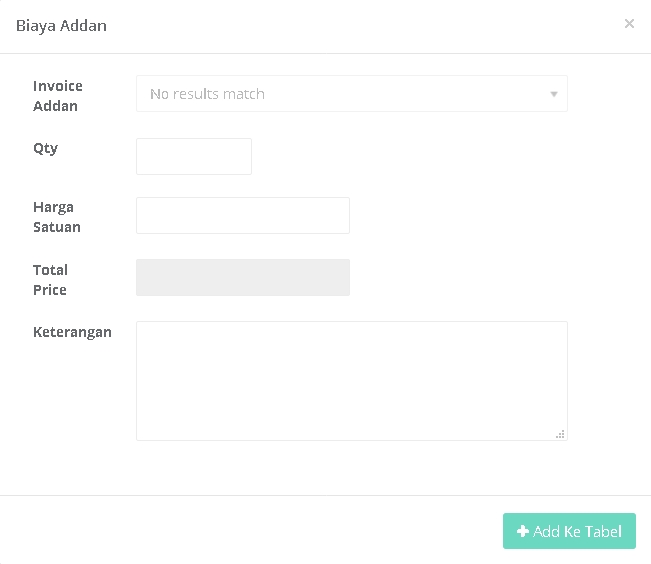 Biaya Addan
×
Invoice
Addan
No results match
Qty
Harga
Satuan
Total
Price
Keterangan
Add Ke Tabel